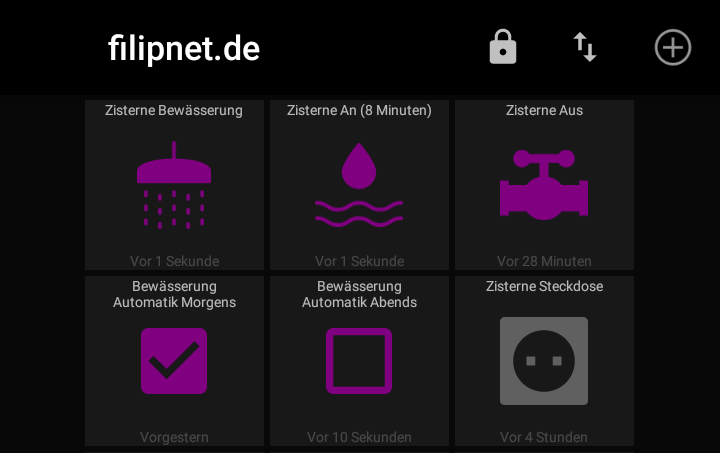 filipnet.de
Zisterne Bewässerung
Zisterne An (8 Minuten)
Zisterne Aus
Vor 1 Sekunde
Vor 1 Sekunde
Vor 28 Minuten
Bewässerung
Automatik Morgens
Bewässerung
Automatik Abends
Zisterne Steckdose
Vorgestern
Vor 10 Sekunden
Vor 4 Stunden